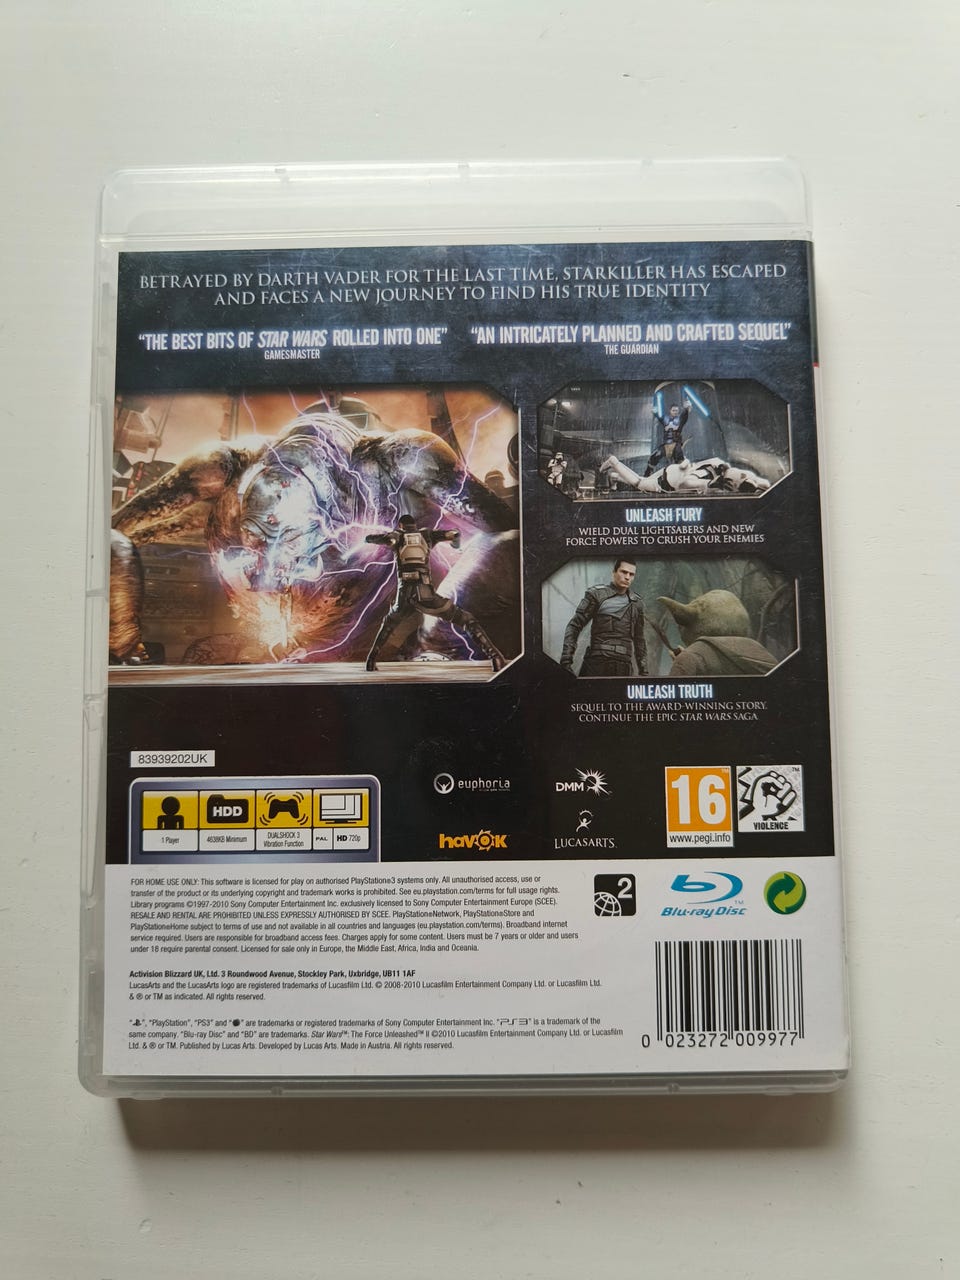 BETRAYED BY DARTH VADER FOR THE LAST TIME, STARKILLER HAS ESCAPED
AND FACES A NEW JOURNEY TO FIND HIS TRUE IDENTITY
"THE BEST BITS OF STAR WARS ROLLED INTO ONE"
GAMESMASTER
"AN INTRICATELY PLANNED AND CRAFTED SEQUEL"
THE GUARDIAN
UNLEASH FURY
WIELD DUAL LIGHTSABERS AND NEW
FORCE POWERS TO CRUSH YOUR ENEMIES
UNLEASH TRUTH
SEQUEL TO THE AWARD-WINNING STORY.
CONTINUE THE EPIC STAR WARS SAGA
83939202UK
HDD
1 Player
4638KB Minimum
DUALSHOCK 3
Vibration Function
PAL
HD 720p
euphoria
DMM
havok
LUCASARTS.
16
www.pegi.info
VIOLENCE
TM
FOR HOME USE ONLY: This software is licensed for play on authorised PlayStation®3 systems only. All unauthorised access, use or
transfer of the product or its underlying copyright and trademark works is prohibited. See eu.playstation.com/terms for full usage rights.
Library programs ©1997-2010 Sony Computer Entertainment Inc. exclusively licensed to Sony Computer Entertainment Europe (SCEE).
RESALE AND RENTAL ARE PROHIBITED UNLESS EXPRESSLY AUTHORISED BY SCEE. PlayStation®Network, PlayStation®Store and
PlayStation®Home subject to terms of use and not available in all countries and languages (eu.playstation.com/terms). Broadband internet
service required. Users are responsible for broadband access fees. Charges apply for some content. Users must be 7 years or older and users
under 18 require parental consent. Licensed for sale only in Europe, the Middle East, Africa, India and Oceania.
2
Blu-ray Disc
TM
Activision Blizzard UK, Ltd. 3 Roundwood Avenue, Stockley Park, Uxbridge, UB11 1AF
LucasArts and the LucasArts logo are registered trademarks of Lucasfilm Ltd. © 2008-2010 Lucasfilm Entertainment Company Ltd. or Lucasfilm Ltd.
& ® or TM as indicated. All rights reserved.
" ", "PlayStation", "PS3" and " " are trademarks or registered trademarks of Sony Computer Entertainment Inc. "PS3" is a trademark of the
same company. "Blu-ray Disc" and "BD" are trademarks. Star Wars™: The Force Unleashed™ II ©2010 Lucasfilm Entertainment Company Ltd. or Lucasfilm
Ltd. & ® or TM. Published by Lucas Arts. Developed by Lucas Arts. Made in Austria. All rights reserved.
0 023272 009977